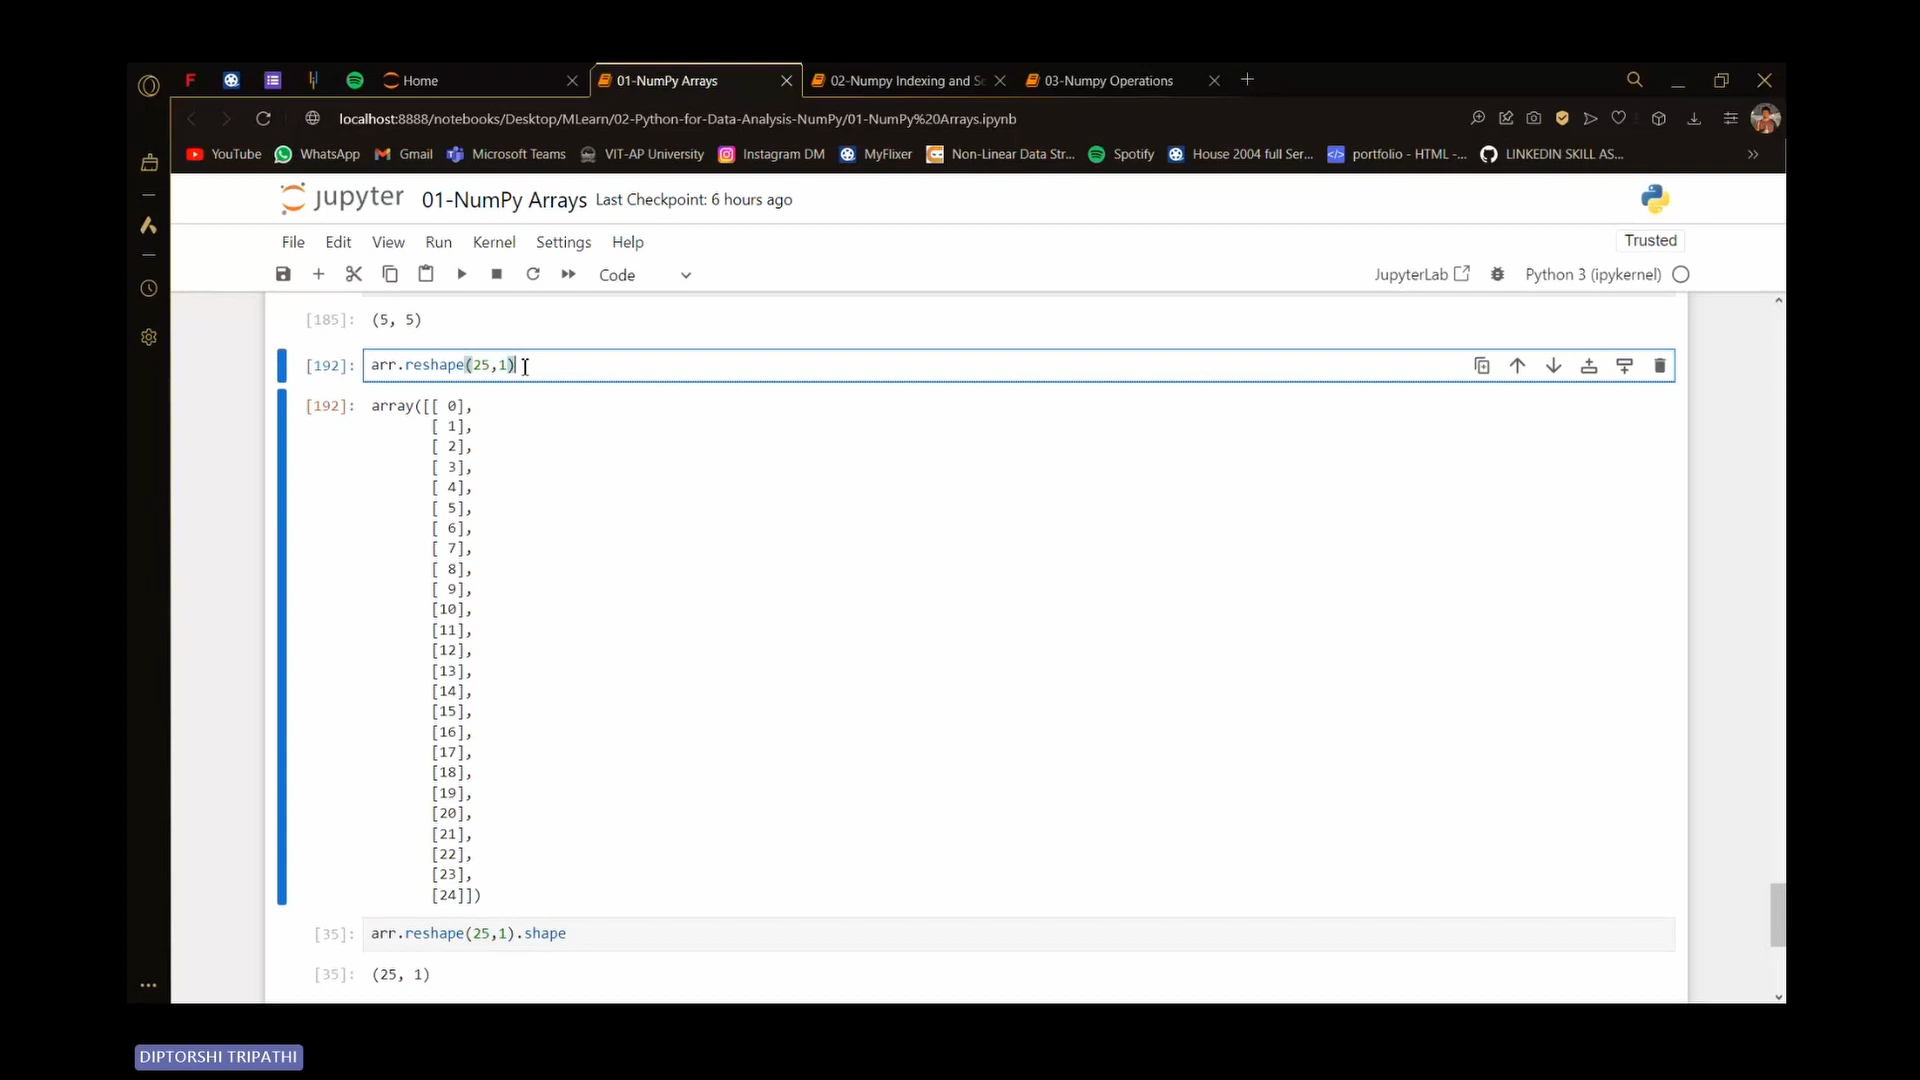 Home
01-NumPy Arrays
02-Numpy Indexing and Se
03-Numpy Operations
localhost:8888/notebooks/Desktop/MLearn/02-Python-for-Data-Analysis-NumPy/01-NumPy%20Arrays.ipynb
YouTube
WhatsApp
Gmail
Microsoft Teams
VIT-AP University
Instagram DM
MyFlixer
Non-Linear Data Str...
Spotify
House 2004 full Ser...
portfolio - HTML -...
LINKEDIN SKILL AS...
jupyter
01-NumPy Arrays
Last Checkpoint: 6 hours ago
File Edit View Run Kernel Settings Help
Trusted
Code
JupyterLab
Python 3 (ipykernel)
[185]: (5, 5)
[192]: arr.reshape(25,1)
[192]: array([[ 0],
[ 1],
[ 2],
[ 3],
[ 4],
[ 5],
[ 6],
[ 7],
[ 8],
[ 9],
[10],
[11],
[12],
[13],
[14],
[15],
[16],
[17],
[18],
[19],
[20],
[21],
[22],
[23],
[24]])
[35]: arr.reshape(25,1).shape
[35]: (25, 1)
DIPTORSHI TRIPATHI